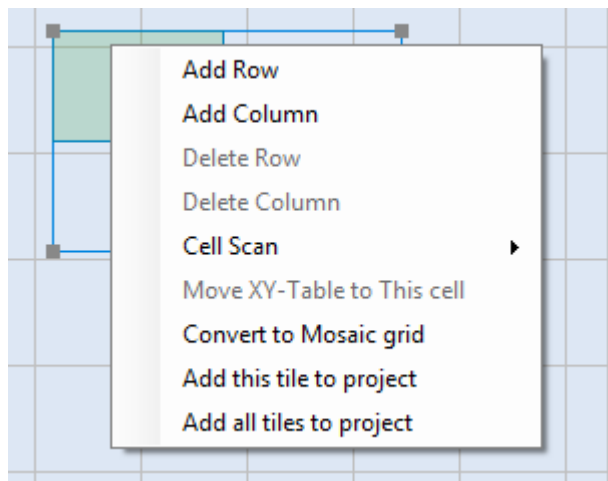 Add Row
Add Column
Delete Row
Delete Column
Cell Scan
Move XY-Table to This cell
Convert to Mosaic grid
Add this tile to project
Add all tiles to project